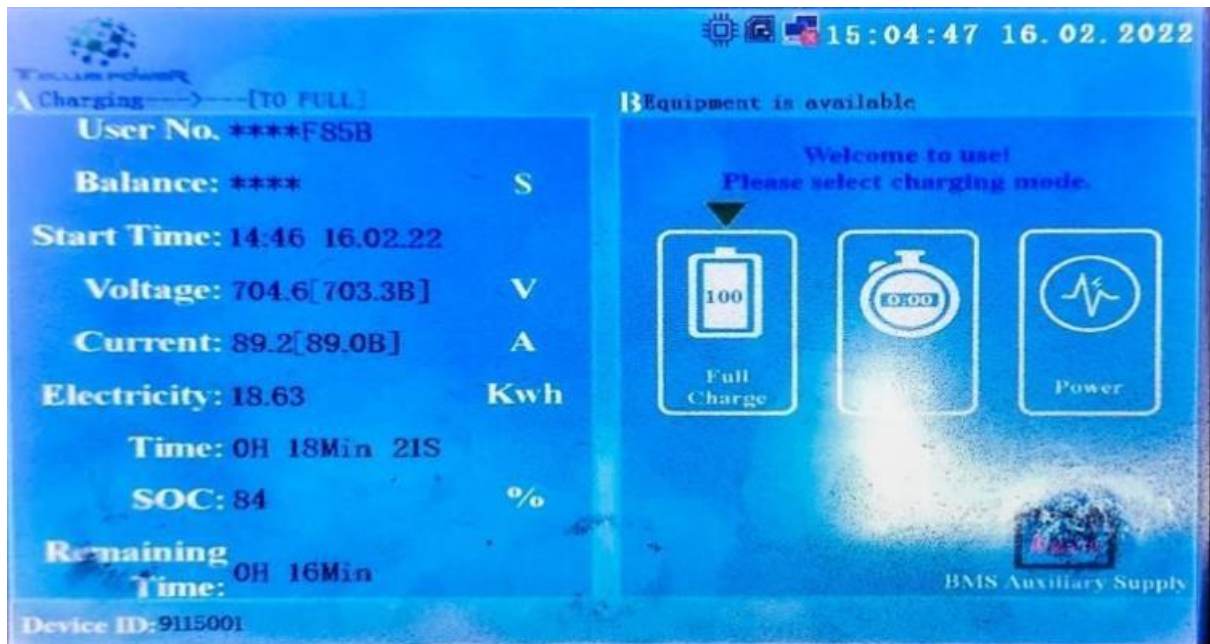 15:04:47 16.02.2022
TELLUS POWER
A Charging--->---[TO FULL]
User No. ****F85B
Balance: **** S
Start Time: 14:46 16.02.22
Voltage: 704.6[703.3B] V
Current: 89.2[89.0B] A
Electricity: 18.63 Kwh
Time: 0H 18Min 21S
SOC: 84 %
Remaining
Time: 0H 16Min
Device ID:9115001
B Equipment is available
Welcome to use!
Please select charging mode.
100
Full
Charge
0:00
Power
BMS Auxiliary Supply